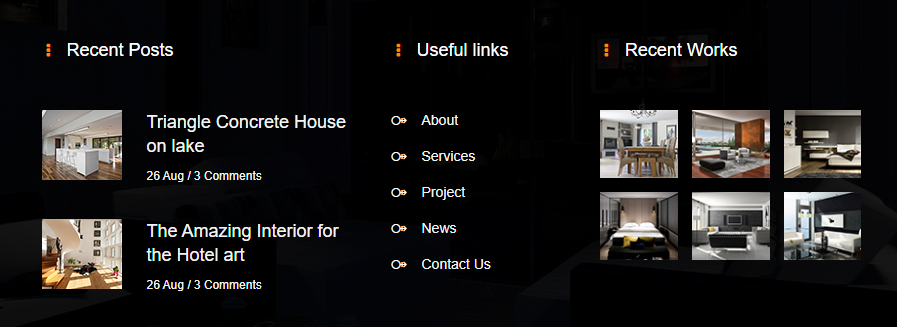 Recent Posts
Triangle Concrete House
on lake
26 Aug / 3 Comments
The Amazing Interior for
the Hotel art
26 Aug / 3 Comments
Useful links
About
Services
Project
News
Contact Us
Recent Works